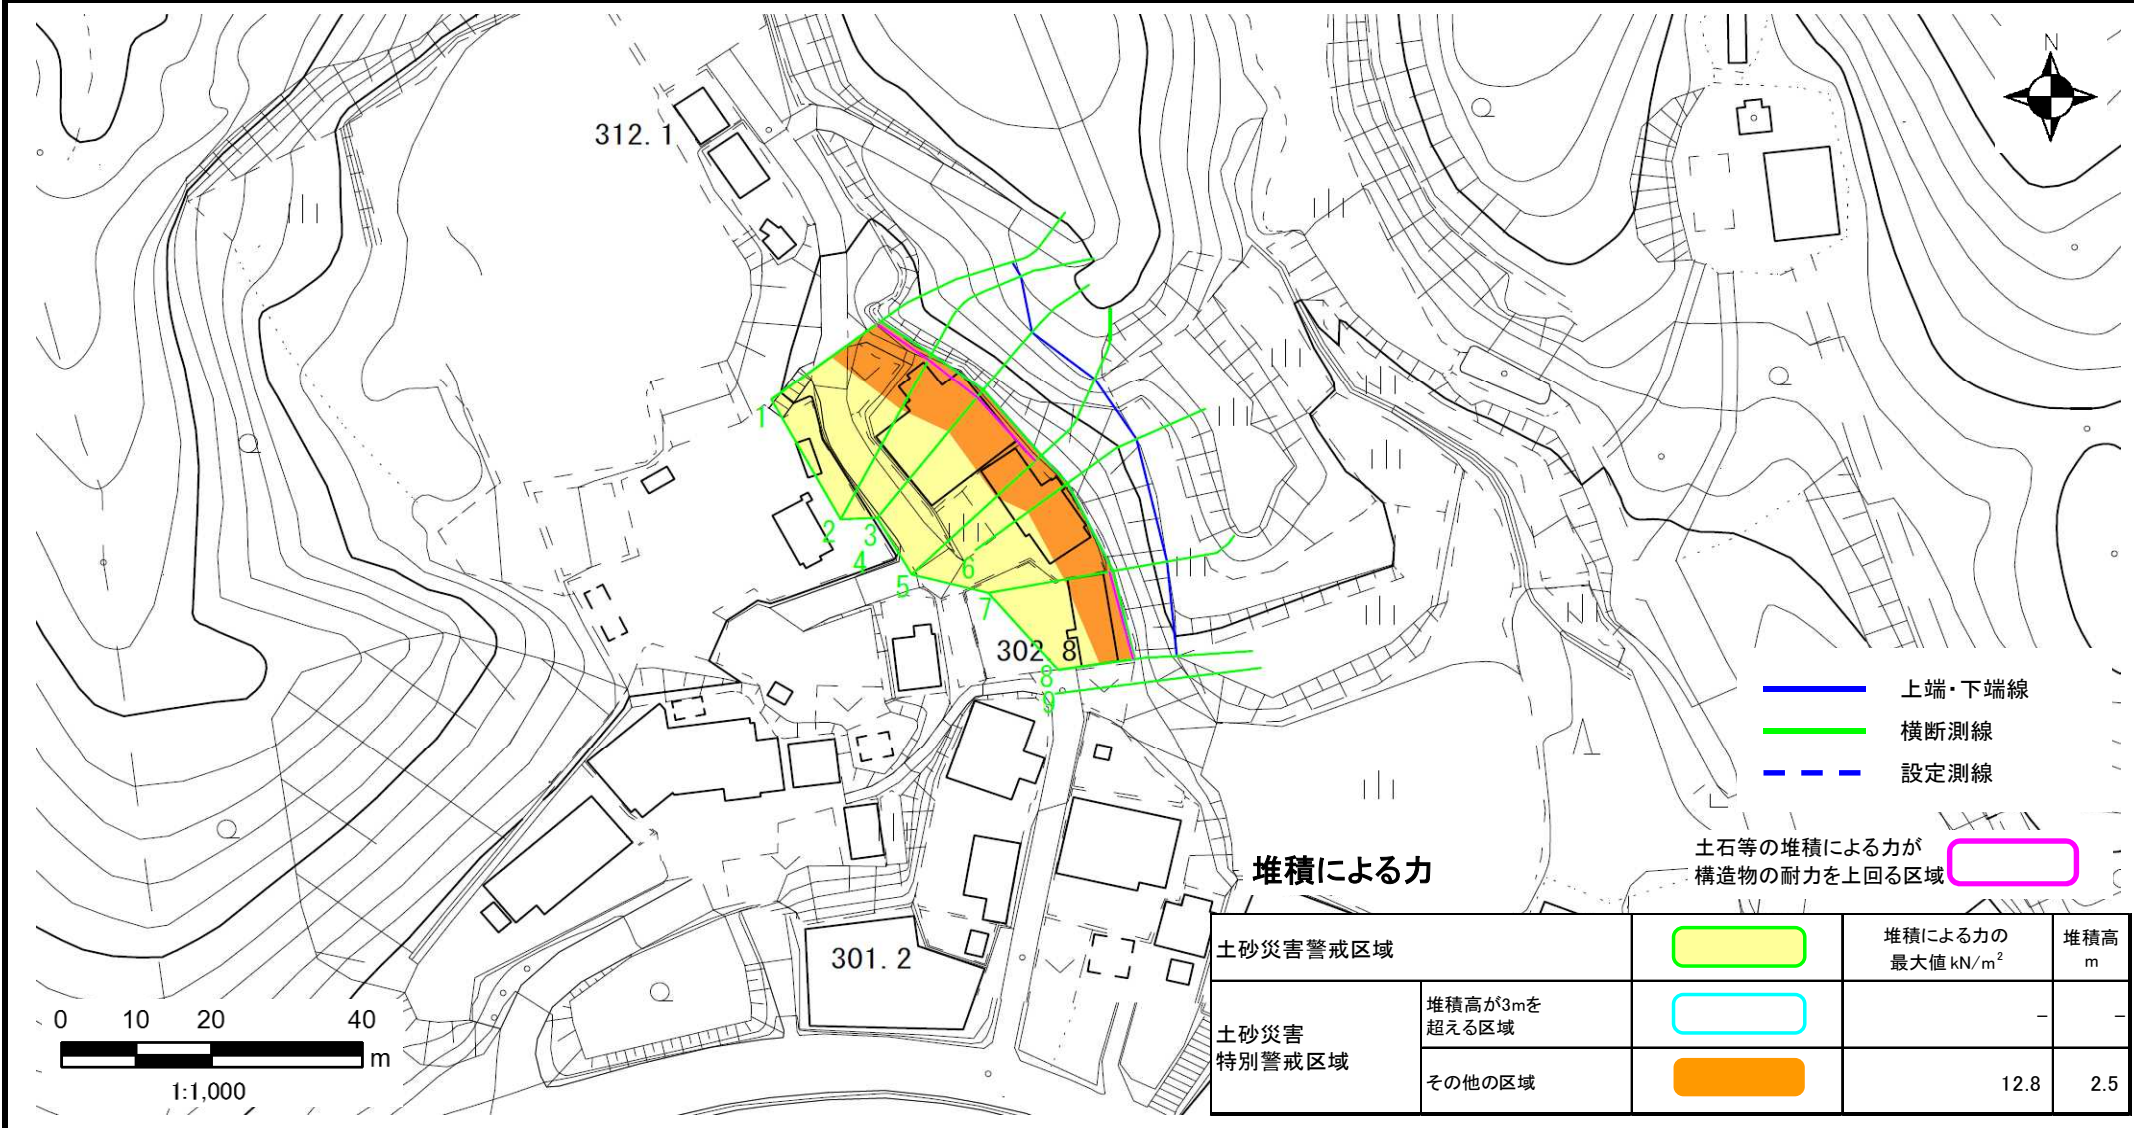 N
312. 1
1
2
3
4
5
6
7
302. 8
8
9
301. 2
上端・下端線
横断測線
設定測線
土石等の堆積による力が
構造物の耐力を上回る区域
堆積による力
土砂災害警戒区域
堆積による力の
最大値kN/m²
堆積高
m
土砂災害
特別警戒区域
堆積高が3mを
超える区域
-
-
その他の区域
12.8
2.5
0 10 20 40
m
1:1,000